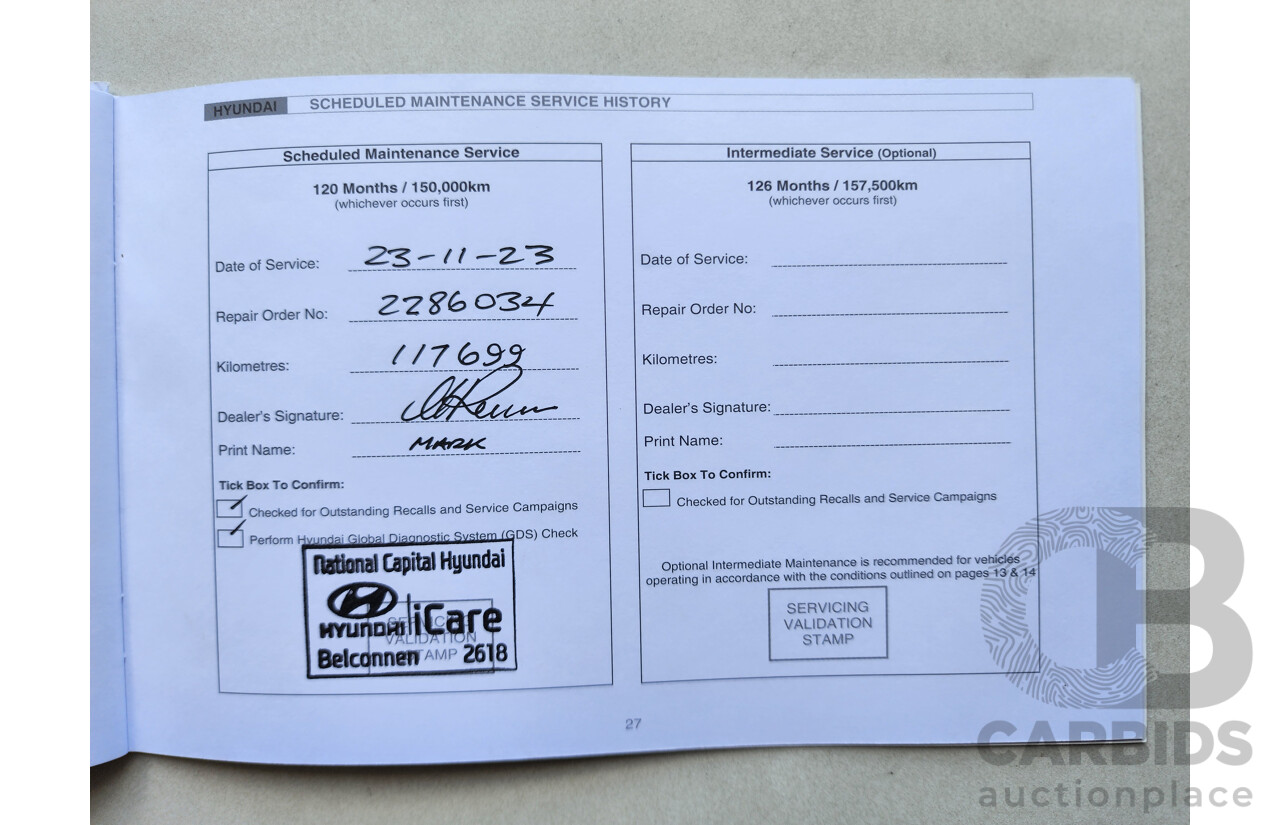 HYUNDAI SCHEDULED MAINTENANCE SERVICE HISTORY
Scheduled Maintenance Service
120 Months / 150,000km
(whichever occurs first)
Date of Service: 23-11-23
Repair Order No: 2286034
Kilometres: 117699
Dealer's Signature:
Print Name: MARK
Tick Box To Confirm:
Checked for Outstanding Recalls and Service Campaigns
Perform Hyundai Global Diagnostic System (GDS) Check
National Capital Hyundai
HYUNDAI iCare
Belconnen 2618
SERVIC
VALIDATION
STAMP
Intermediate Service (Optional)
126 Months / 157,500km
(whichever occurs first)
Date of Service:
Repair Order No:
Kilometres:
Dealer's Signature:
Print Name:
Tick Box To Confirm:
Checked for Outstanding Recalls and Service Campaigns
Optional Intermediate Maintenance is recommended for vehicles
operating in accordance with the conditions outlined on pages 13 & 14
SERVICING
VALIDATION
STAMP
27
CARBIDS
auctionplace